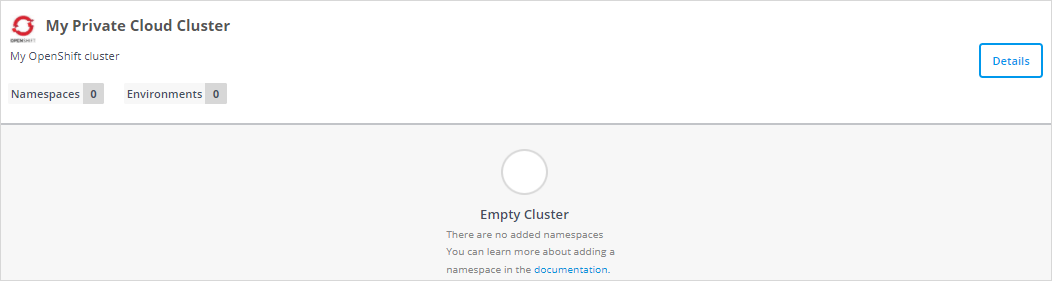 My Private Cloud Cluster
OPENSHIFT
My OpenShift cluster
Details
Namespaces 0 Environments 0
Empty Cluster
There are no added namespaces
You can learn more about adding a
namespace in the documentation.